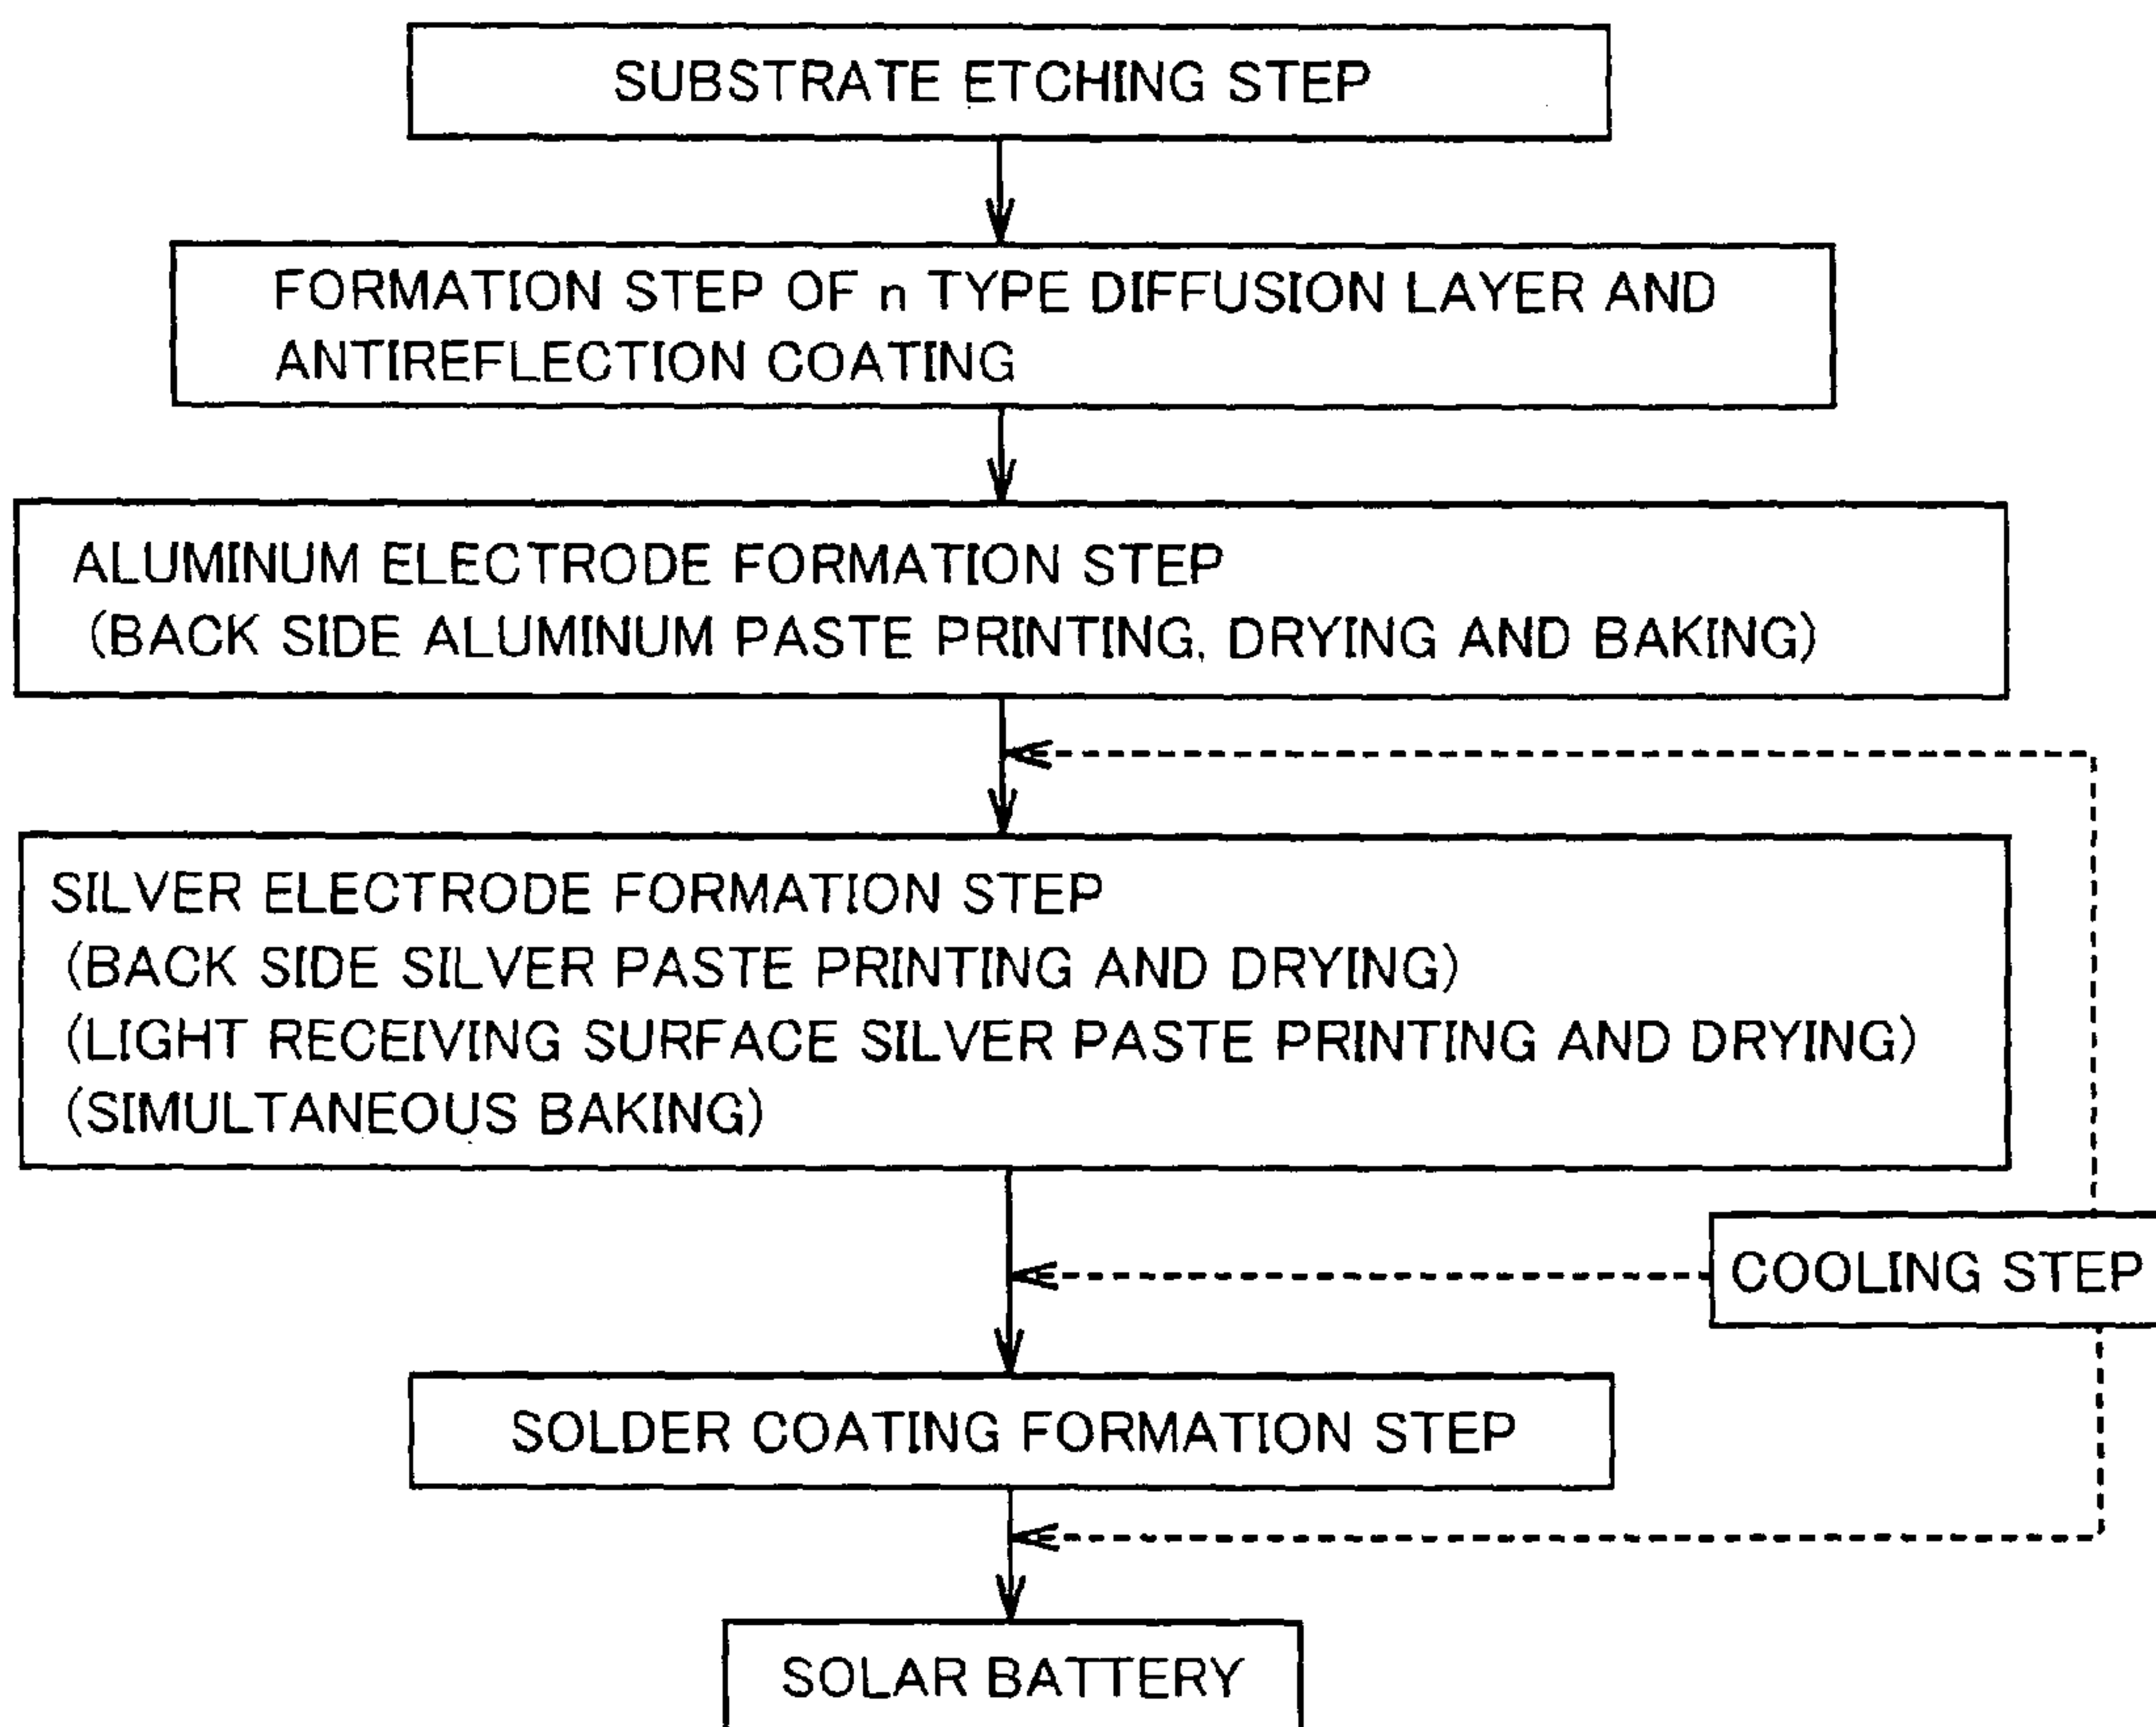 SUBSTRATE ETCHING STEP
FORMATION STEP OF n TYPE DIFFUSION LAYER AND
ANTIREFLECTION COATING
ALUMINUM ELECTRODE FORMATION STEP
(BACK SIDE ALUMINUM PASTE PRINTING, DRYING AND BAKING)
SILVER ELECTRODE FORMATION STEP
(BACK SIDE SILVER PASTE PRINTING AND DRYING)
(LIGHT RECEIVING SURFACE SILVER PASTE PRINTING AND DRYING)
(SIMULTANEOUS BAKING)
COOLING STEP
SOLDER COATING FORMATION STEP
SOLAR BATTERY